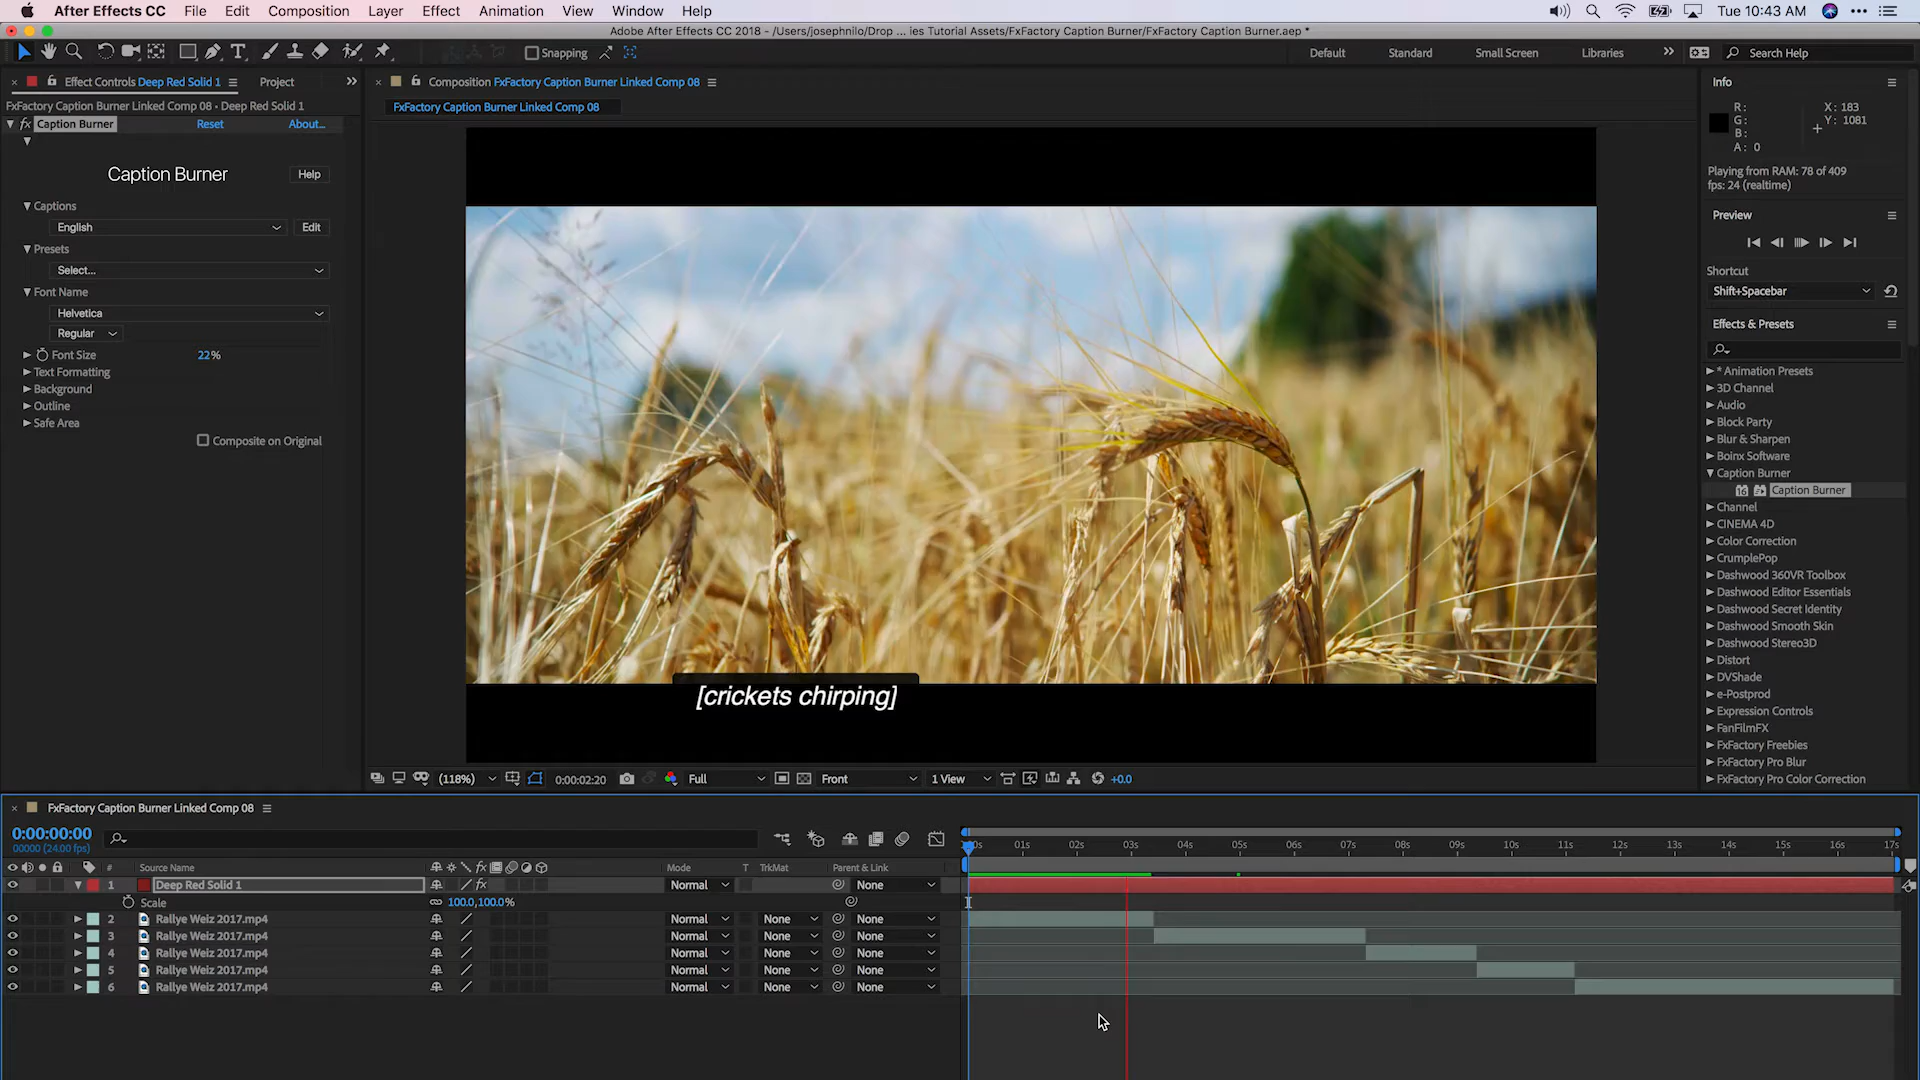 After Effects CC File Edit Composition Layer Effect Animation View Window Help Tue 10:43 AM
Adobe After Effects CC 2018 - /Users/josephnilo/Drop ... ies Tutorial Assets/FxFactory Caption Burner/FxFactory Caption Burner.aep *
Snapping Default Standard Small Screen Libraries Search Help
Effect Controls Deep Red Solid 1 Project
FxFactory Caption Burner Linked Comp 08 • Deep Red Solid 1
fx Caption Burner Reset About...
Caption Burner Help
Captions
English Edit
Presets
Select...
Font Name
Helvetica
Regular
Font Size 22%
Text Formatting
Background
Outline
Safe Area
Composite on Original
Composition FxFactory Caption Burner Linked Comp 08
FxFactory Caption Burner Linked Comp 08
[crickets chirping]
(118%) 0:00:02:20 Full Front 1 View +0.0
Info
R: X: 183
G: Y: 1081
B:
A: 0
Playing from RAM: 78 of 409
fps: 24 (realtime)
Preview
Shortcut
Shift+Spacebar
Effects & Presets
* Animation Presets
3D Channel
Audio
Block Party
Blur & Sharpen
Boinx Software
Caption Burner
Caption Burner
Channel
CINEMA 4D
Color Correction
CrumplePop
Dashwood 360VR Toolbox
Dashwood Editor Essentials
Dashwood Secret Identity
Dashwood Smooth Skin
Dashwood Stereo3D
Distort
DVShade
e-Postprod
Expression Controls
FanFilmFX
FxFactory Freebies
FxFactory Pro Blur
FxFactory Pro Color Correction
FxFactory Caption Burner Linked Comp 08
0:00:00:00
00000 (24.00 fps)
01s 02s 03s 04s 05s 06s 07s 08s 09s 10s 11s 12s 13s 14s 15s 16s 17s
# Source Name fx Mode T TrkMat Parent & Link
1 Deep Red Solid 1 fx Normal None
Scale 100.0,100.0%
2 Rallye Weiz 2017.mp4 Normal None None
3 Rallye Weiz 2017.mp4 Normal None None
4 Rallye Weiz 2017.mp4 Normal None None
5 Rallye Weiz 2017.mp4 Normal None None
6 Rallye Weiz 2017.mp4 Normal None None